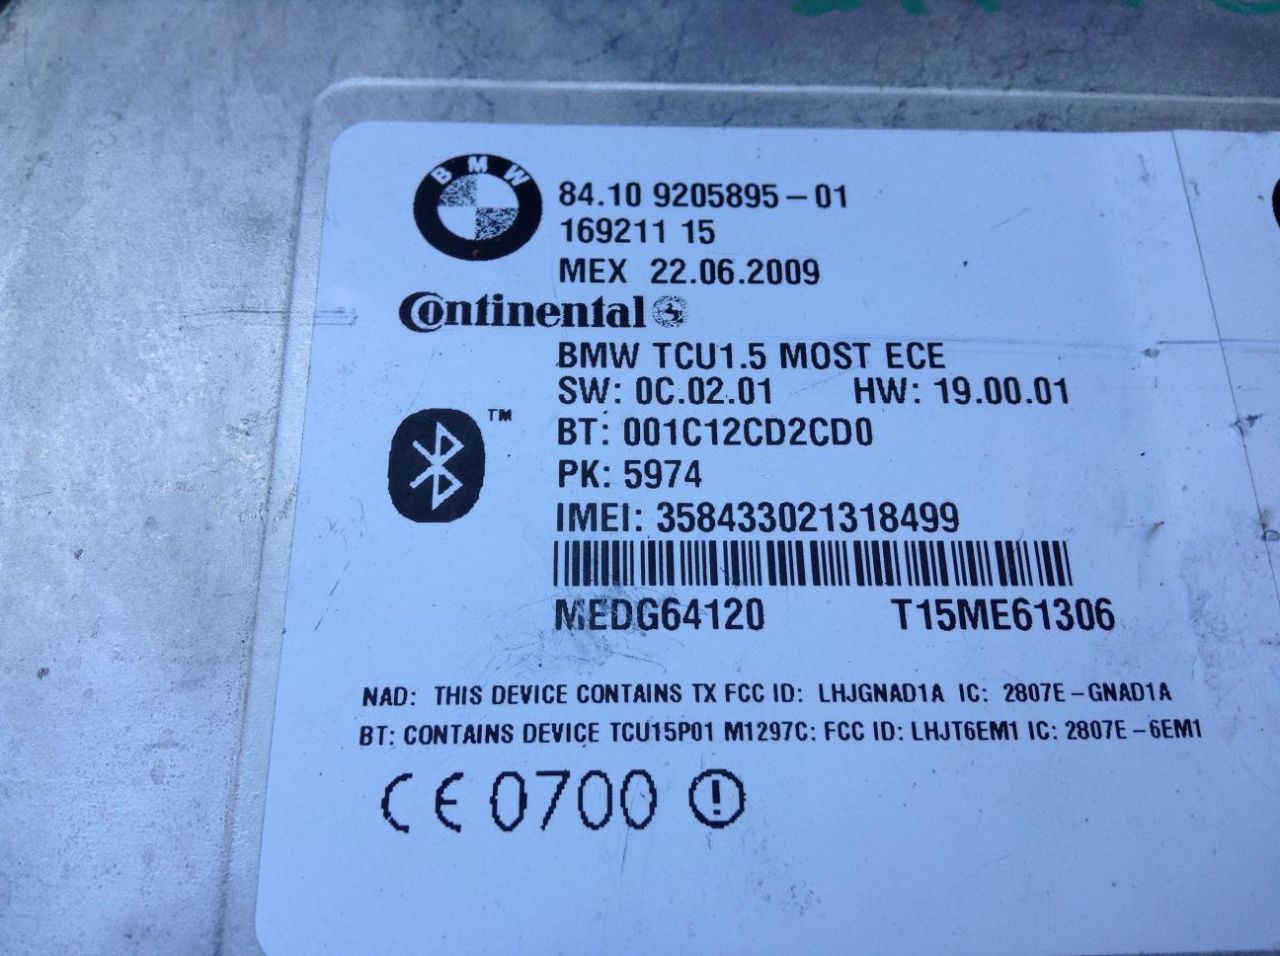 BMW
84.10 9205895-01
169211 15
MEX 22.06.2009
Continental
BMW TCU1.5 MOST ECE
SW: 0C.02.01 HW: 19.00.01
TM
BT: 001C12CD2CD0
PK: 5974
IMEI: 358433021318499
MEDG64120 T15ME61306
NAD: THIS DEVICE CONTAINS TX FCC ID: LHJGNAD1A IC: 2807E-GNAD1A
BT: CONTAINS DEVICE TCU15P01 M1297C: FCC ID: LHJT6EM1 IC: 2807E-6EM1
CE 0700 !